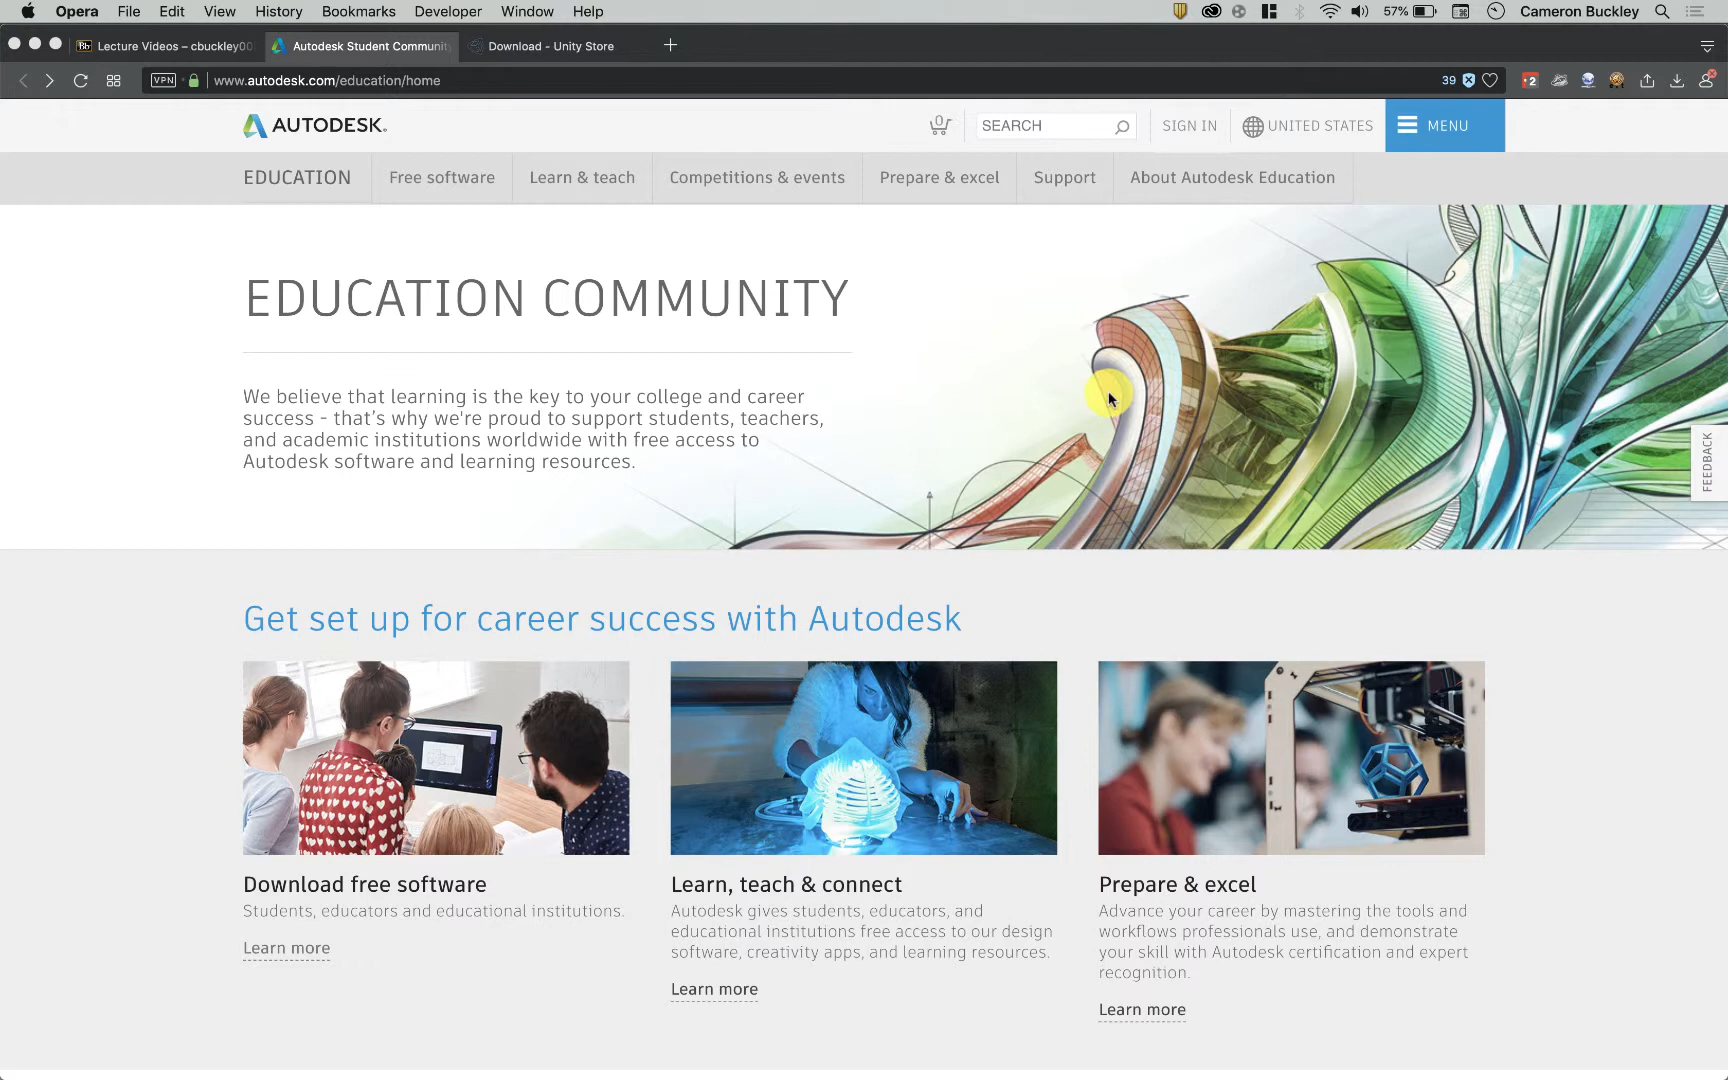 Opera File Edit View History Bookmarks Developer Window Help 57% Cameron Buckley
Bb Lecture Videos – cbuckley00 Autodesk Student Communit Download - Unity Store
VPN www.autodesk.com/education/home 39 2
AUTODESK. 0 SEARCH SIGN IN UNITED STATES MENU
EDUCATION Free software Learn & teach Competitions & events Prepare & excel Support About Autodesk Education
EDUCATION COMMUNITY
We believe that learning is the key to your college and career
success - that's why we're proud to support students, teachers,
and academic institutions worldwide with free access to
Autodesk software and learning resources.
FEEDBACK
Get set up for career success with Autodesk
Download free software
Students, educators and educational institutions.
Learn more
Learn, teach & connect
Autodesk gives students, educators, and
educational institutions free access to our design
software, creativity apps, and learning resources.
Learn more
Prepare & excel
Advance your career by mastering the tools and
workflows professionals use, and demonstrate
your skill with Autodesk certification and expert
recognition.
Learn more